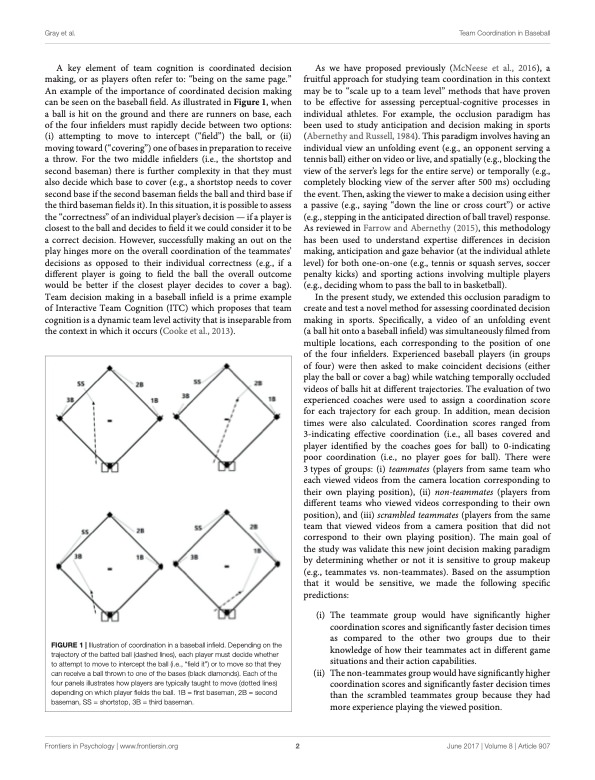 Gray et al.
Team Coordination in Baseball
A key element of team cognition is coordinated decision
making, or as players often refer to: “being on the same page.”
An example of the importance of coordinated decision making
can be seen on the baseball field. As illustrated in Figure 1, when
a ball is hit on the ground and there are runners on base, each
of the four infielders must rapidly decide between two options:
(i) attempting to move to intercept (“field”) the ball, or (ii)
moving toward (“covering”) one of bases in preparation to receive
a throw. For the two middle infielders (i.e., the shortstop and
second baseman) there is further complexity in that they must
also decide which base to cover (e.g., a shortstop needs to cover
second base if the second baseman fields the ball and third base if
the third baseman fields it). In this situation, it is possible to assess
the “correctness” of an individual player’s decision — if a player is
closest to the ball and decides to field it we could consider it to be
a correct decision. However, successfully making an out on the
play hinges more on the overall coordination of the teammates’
decisions as opposed to their individual correctness (e.g., if a
different player is going to field the ball the overall outcome
would be better if the closest player decides to cover a bag).
Team decision making in a baseball infield is a prime example
of Interactive Team Cognition (ITC) which proposes that team
cognition is a dynamic team level activity that is inseparable from
the context in which it occurs (Cooke et al., 2013).
SS 2B
3B 1B
SS 2B
3B 1B
SS 2B
3B 1B
SS 2B
3B 1B
FIGURE 1 | Illustration of coordination in a baseball infield. Depending on the
trajectory of the batted ball (dashed lines), each player must decide whether
to attempt to move to intercept the ball (i.e., “field it”) or to move so that they
can receive a ball thrown to one of the bases (black diamonds). Each of the
four panels illustrates how players are typically taught to move (dotted lines)
depending on which player fields the ball. 1B = first baseman, 2B = second
baseman, SS = shortstop, 3B = third baseman.
As we have proposed previously (McNeese et al., 2016), a
fruitful approach for studying team coordination in this context
may be to “scale up to a team level” methods that have proven
to be effective for assessing perceptual-cognitive processes in
individual athletes. For example, the occlusion paradigm has
been used to study anticipation and decision making in sports
(Abernethy and Russell, 1984). This paradigm involves having an
individual view an unfolding event (e.g., an opponent serving a
tennis ball) either on video or live, and spatially (e.g., blocking the
view of the server’s legs for the entire serve) or temporally (e.g.,
completely blocking view of the server after 500 ms) occluding
the event. Then, asking the viewer to make a decision using either
a passive (e.g., saying “down the line or cross court”) or active
(e.g., stepping in the anticipated direction of ball travel) response.
As reviewed in Farrow and Abernethy (2015), this methodology
has been used to understand expertise differences in decision
making, anticipation and gaze behavior (at the individual athlete
level) for both one-on-one (e.g., tennis or squash serves, soccer
penalty kicks) and sporting actions involving multiple players
(e.g., deciding whom to pass the ball to in basketball).
In the present study, we extended this occlusion paradigm to
create and test a novel method for assessing coordinated decision
making in sports. Specifically, a video of an unfolding event
(a ball hit onto a baseball infield) was simultaneously filmed from
multiple locations, each corresponding to the position of one
of the four infielders. Experienced baseball players (in groups
of four) were then asked to make coincident decisions (either
play the ball or cover a bag) while watching temporally occluded
videos of balls hit at different trajectories. The evaluation of two
experienced coaches were used to assign a coordination score
for each trajectory for each group. In addition, mean decision
times were also calculated. Coordination scores ranged from
3-indicating effective coordination (i.e., all bases covered and
player identified by the coaches goes for ball) to 0-indicating
poor coordination (i.e., no player goes for ball). There were
3 types of groups: (i) teammates (players from same team who
each viewed videos from the camera location corresponding to
their own playing position), (ii) non-teammates (players from
different teams who viewed videos corresponding to their own
position), and (iii) scrambled teammates (players from the same
team that viewed videos from a camera position that did not
correspond to their own playing position). The main goal of
the study was validate this new joint decision making paradigm
by determining whether or not it is sensitive to group makeup
(e.g., teammates vs. non-teammates). Based on the assumption
that it would be sensitive, we made the following specific
predictions:
(i) The teammate group would have significantly higher
coordination scores and significantly faster decision times
as compared to the other two groups due to their
knowledge of how their teammates act in different game
situations and their action capabilities.
(ii) The non-teammates group would have significantly higher
coordination scores and significantly faster decision times
than the scrambled teammates group because they had
more experience playing the viewed position.
Frontiers in Psychology | www.frontiersin.org
2
June 2017 | Volume 8 | Article 907